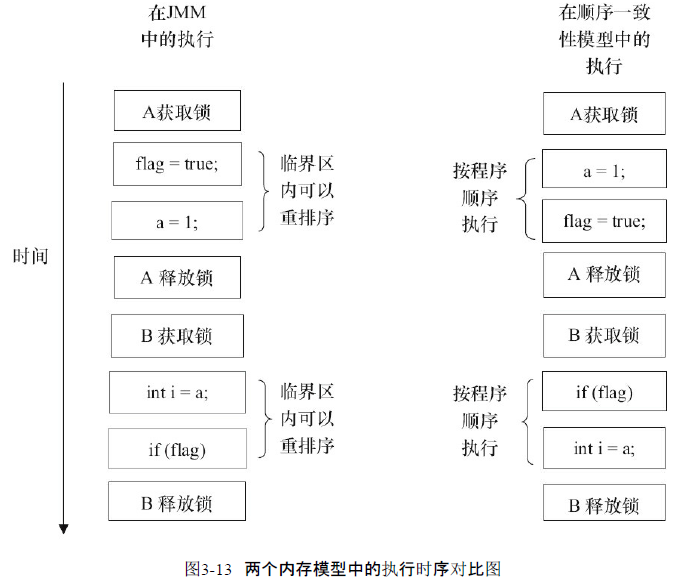 在JMM
中的执行
在顺序一致
性模型中的
执行
时间
A获取锁
flag = true;
a = 1;
临界区
内可以
重排序
A 释放锁
B 获取锁
int i = a;
if (flag)
临界区
内可以
重排序
B 释放锁
A获取锁
按程序
顺序
执行
a = 1;
flag = true;
A 释放锁
B 获取锁
按程序
顺序
执行
if (flag)
int i = a;
B 释放锁
图3-13 两个内存模型中的执行时序对比图